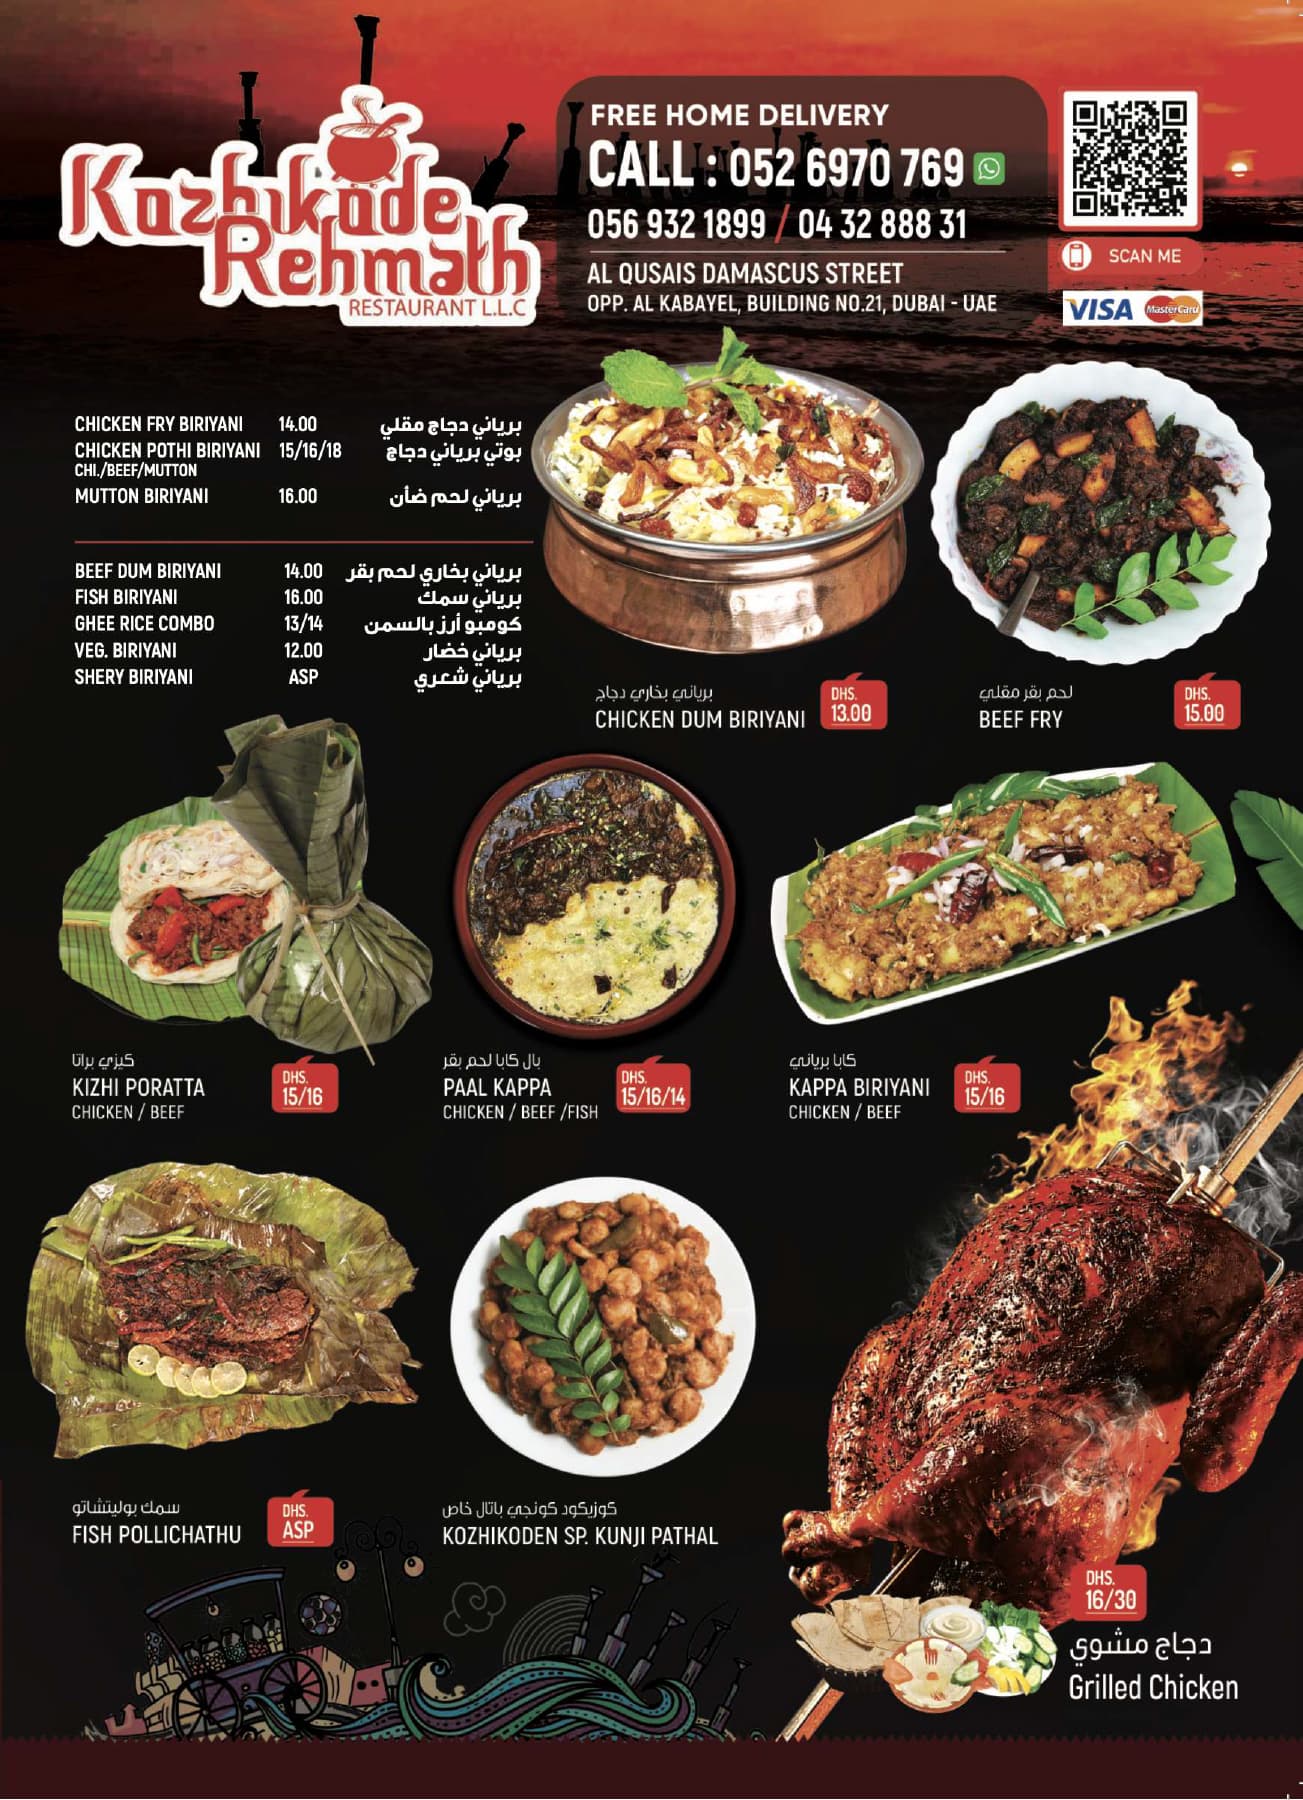 Kozhikode
Rehmath
RESTAURANT L.L.C
FREE HOME DELIVERY
CALL : 052 6970 769
056 932 1899 / 04 32 888 31
AL QUSAIS DAMASCUS STREET
OPP. AL KABAYEL, BUILDING NO.21, DUBAI - UAE
SCAN ME
VISA MasterCard
CHICKEN FRY BIRIYANI 14.00 برياني دجاج مقلي
CHICKEN POTHI BIRIYANI 15/16/18 بوتي برياني دجاج
CHI./BEEF/MUTTON
MUTTON BIRIYANI 16.00 برياني لحم ضأن
BEEF DUM BIRIYANI 14.00 برياني بخاري لحم بقر
FISH BIRIYANI 16.00 برياني سمك
GHEE RICE COMBO 13/14 كومبو أرز بالسمن
VEG. BIRIYANI 12.00 برياني خضار
SHERY BIRIYANI ASP برياني شعري
برياني بخاري دجاج
CHICKEN DUM BIRIYANI
DHS.
13.00
لحم بقر مقلي
BEEF FRY
DHS.
15.00
كيزي براتا
KIZHI PORATTA
CHICKEN / BEEF
DHS.
15/16
بال كابا لحم بقر
PAAL KAPPA
CHICKEN / BEEF /FISH
DHS.
15/16/14
كابا برياني
KAPPA BIRIYANI
CHICKEN / BEEF
DHS.
15/16
سمك بوليتشاتو
FISH POLLICHATHU
DHS.
ASP
كوزيكود كونجي باتال خاص
KOZHIKODEN SP. KUNJI PATHAL
DHS.
16/30
دجاج مشوي
Grilled Chicken